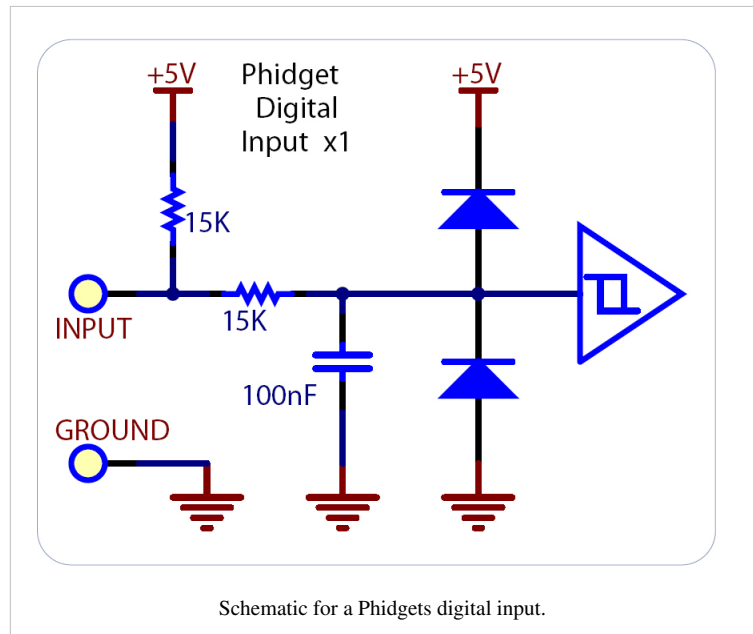 +5V
Phidget
Digital
Input x1
+5V
15K
INPUT
15K
100nF
GROUND
Schematic for a Phidgets digital input.